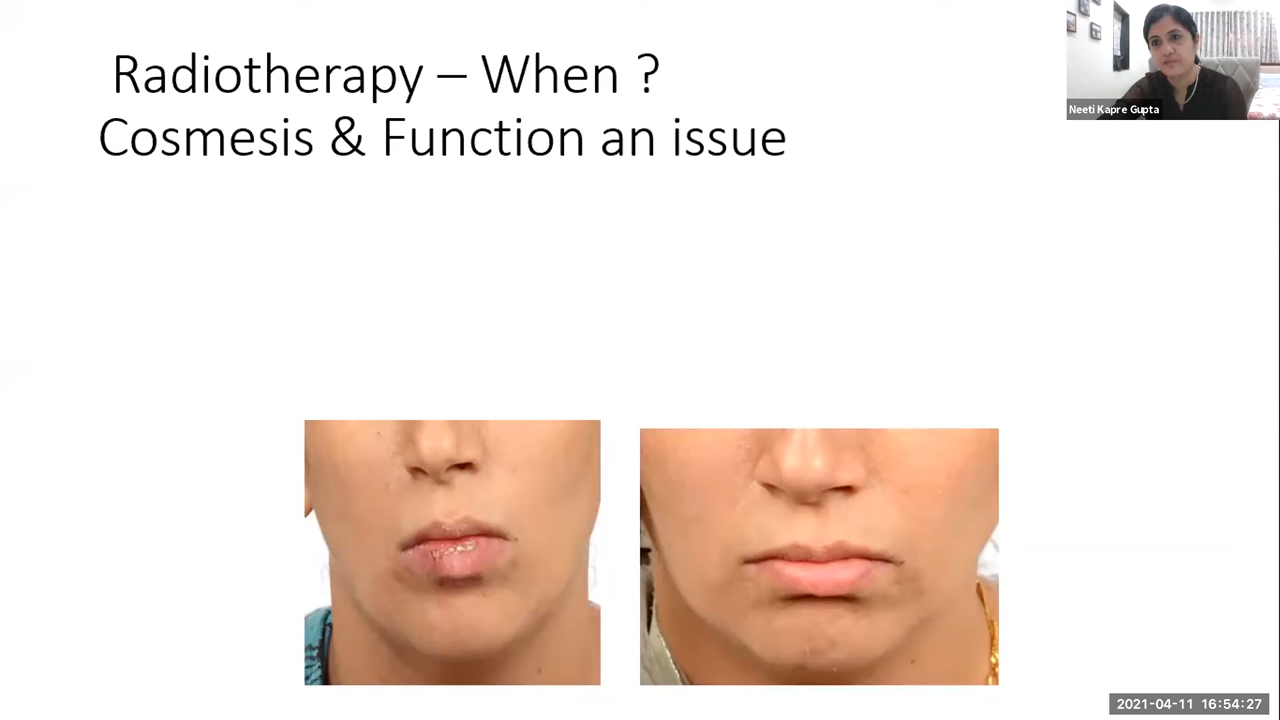 Radiotherapy – When ?
Cosmesis & Function an issue
Neeti Kapre Gupta
2021-04-11 16:54:27